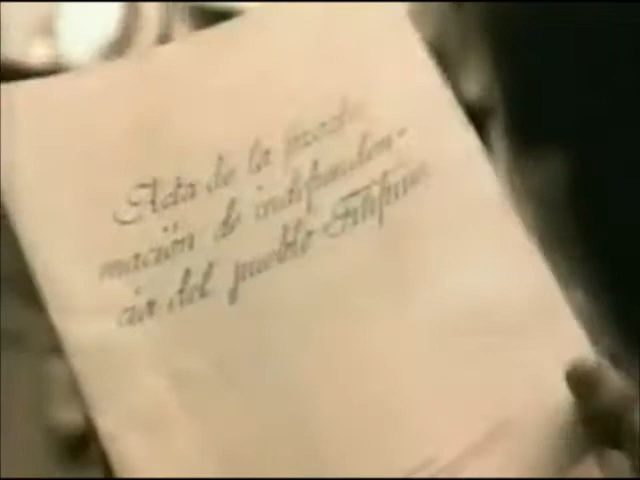 Acta de la procla-
mación de independen-
cia del pueblo Filipino